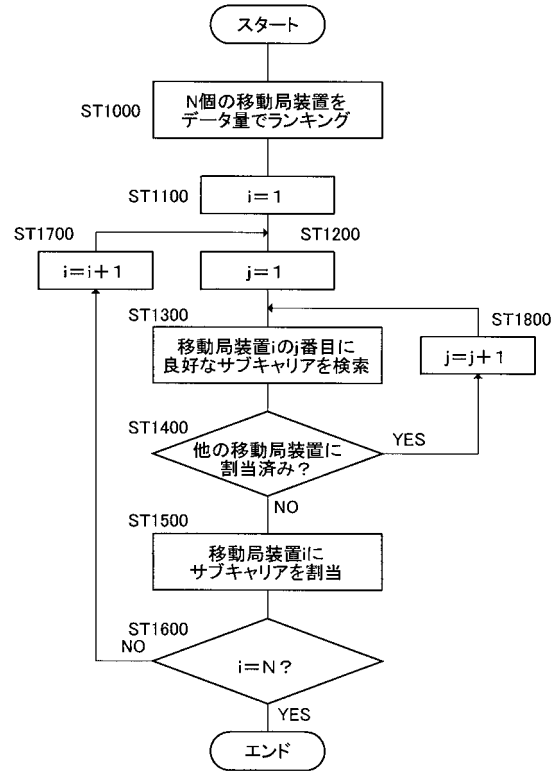 スタート
ST1000
N個の移動局装置を
データ量でランキング
ST1100
i=1
ST1700
i=i+1
ST1200
j=1
ST1300
移動局装置iのj番目に
良好なサブキャリアを検索
ST1800
j=j+1
ST1400
他の移動局装置に
割当済み?
YES
NO
ST1500
移動局装置iに
サブキャリアを割当
ST1600
NO
i=N?
YES
エンド